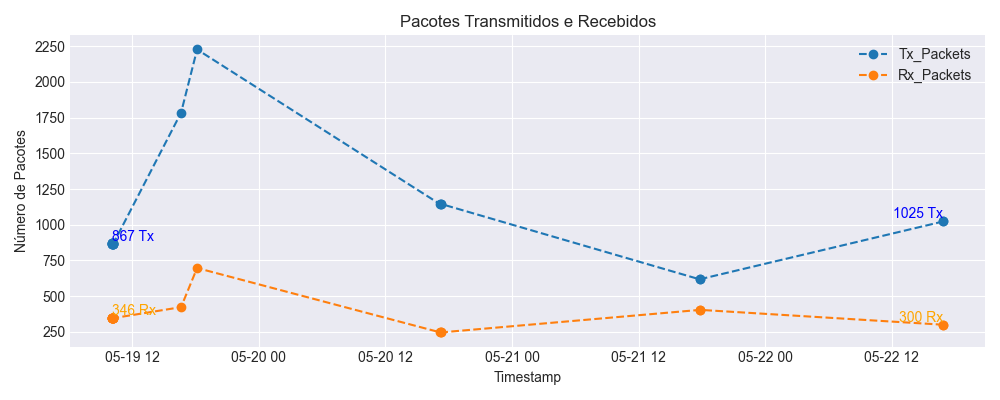 Pacotes Transmitidos e Recebidos
Tx_Packets
Rx_Packets
Número de Pacotes
2250
2000
1750
1500
1250
1000
750
500
250
867 Tx
1025 Tx
346 Rx
300 Rx
05-19 12
05-20 00
05-20 12
05-21 00
05-21 12
05-22 00
05-22 12
Timestamp